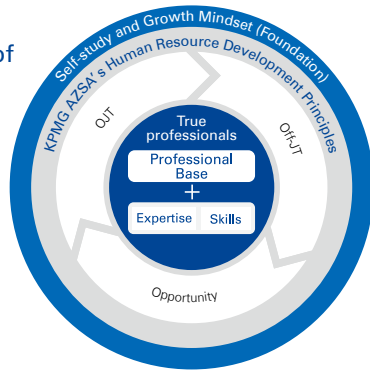 of
Self-study and Growth Mindset (Foundation)
KPMG AZSA's Human Resource Development Principles
OJT
Off-JT
True
professionals
Professional
Base
+
Expertise
Skills
Opportunity